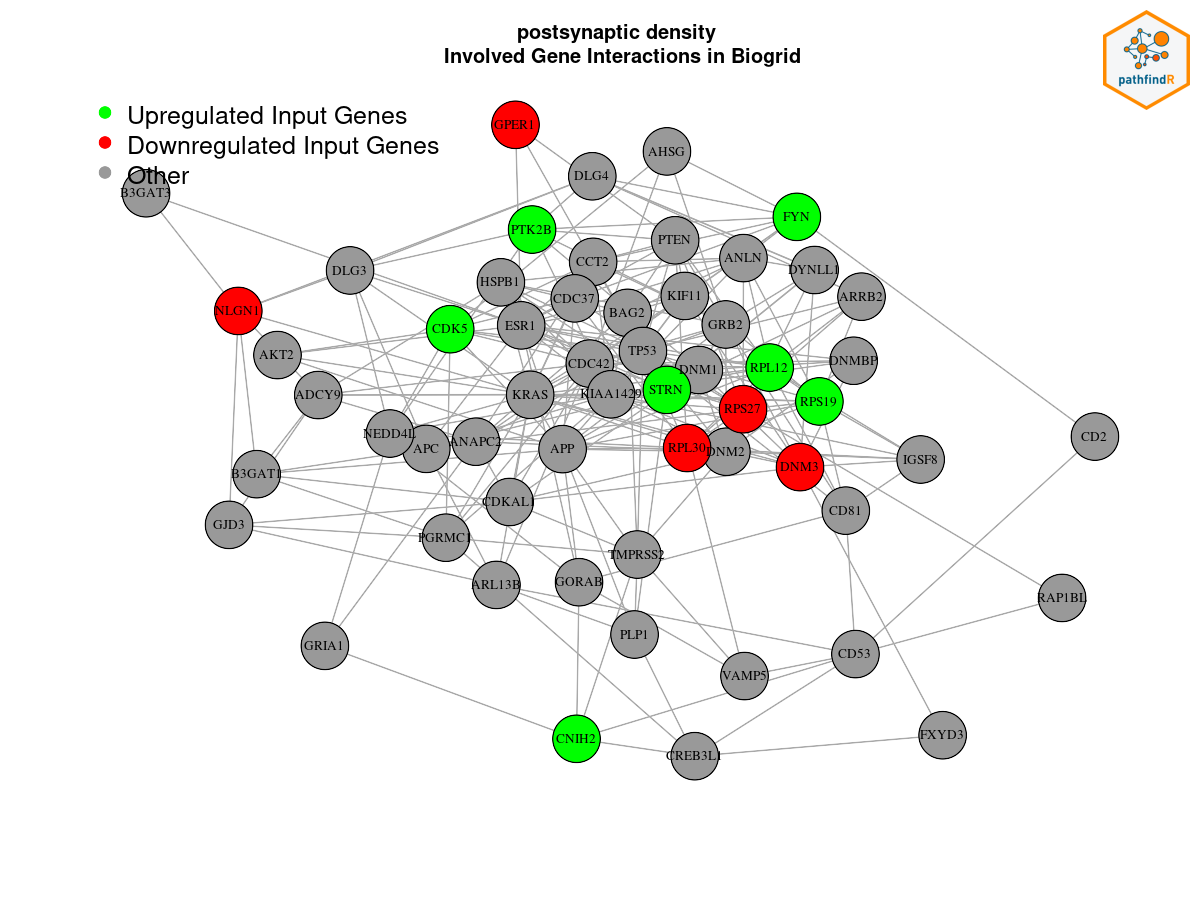 postsynaptic density
Involved Gene Interactions in Biogrid
pathfindR
Upregulated Input Genes
Downregulated Input Genes
Other
GPER1
AHSG
DLG4
B3GAT3
FYN
PTK2B
PTEN
ANLN
CCT2
DYNLL1
DLG3
HSPB1
CDC37
KIF11
ARRB2
NLGN1
BAG2
GRB2
CDK5
ESR1
TP53
AKT2
CDC42
DNM1
RPL12
DNMBP
ADCY9
KRAS
KIAA1429
STRN
RPS27
RPS19
NEDD4L
APC
ANAPC2
APP
RPL30
DNM2
CD2
B3GAT1
DNM3
IGSF8
CDKAL1
CD81
GJD3
PGRMC1
TMPRSS2
ARL13B
GORAB
RAP1BL
GRIA1
PLP1
CD53
VAMP5
CNIH2
FXYD3
CREB3L1